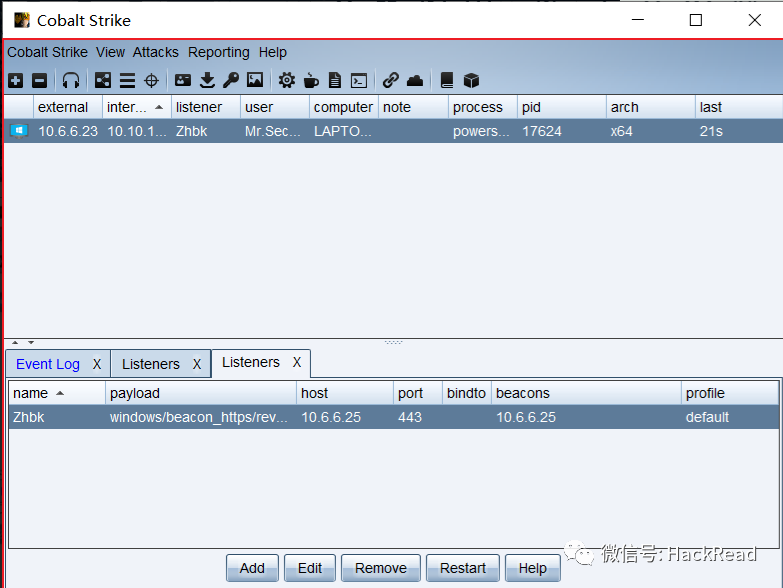 Cobalt Strike
Cobalt Strike View Attacks Reporting Help
external inter... listener user computer note process pid arch last
10.6.6.23 10.10.1... Zhbk Mr.Sec... LAPTO... powers... 17624 x64 21s
Event Log X Listeners X Listeners X
name payload host port bindto beacons profile
Zhbk windows/beacon_https/rev... 10.6.6.25 443 10.6.6.25 default
Add Edit Remove Restart Help
微信号: HackRead